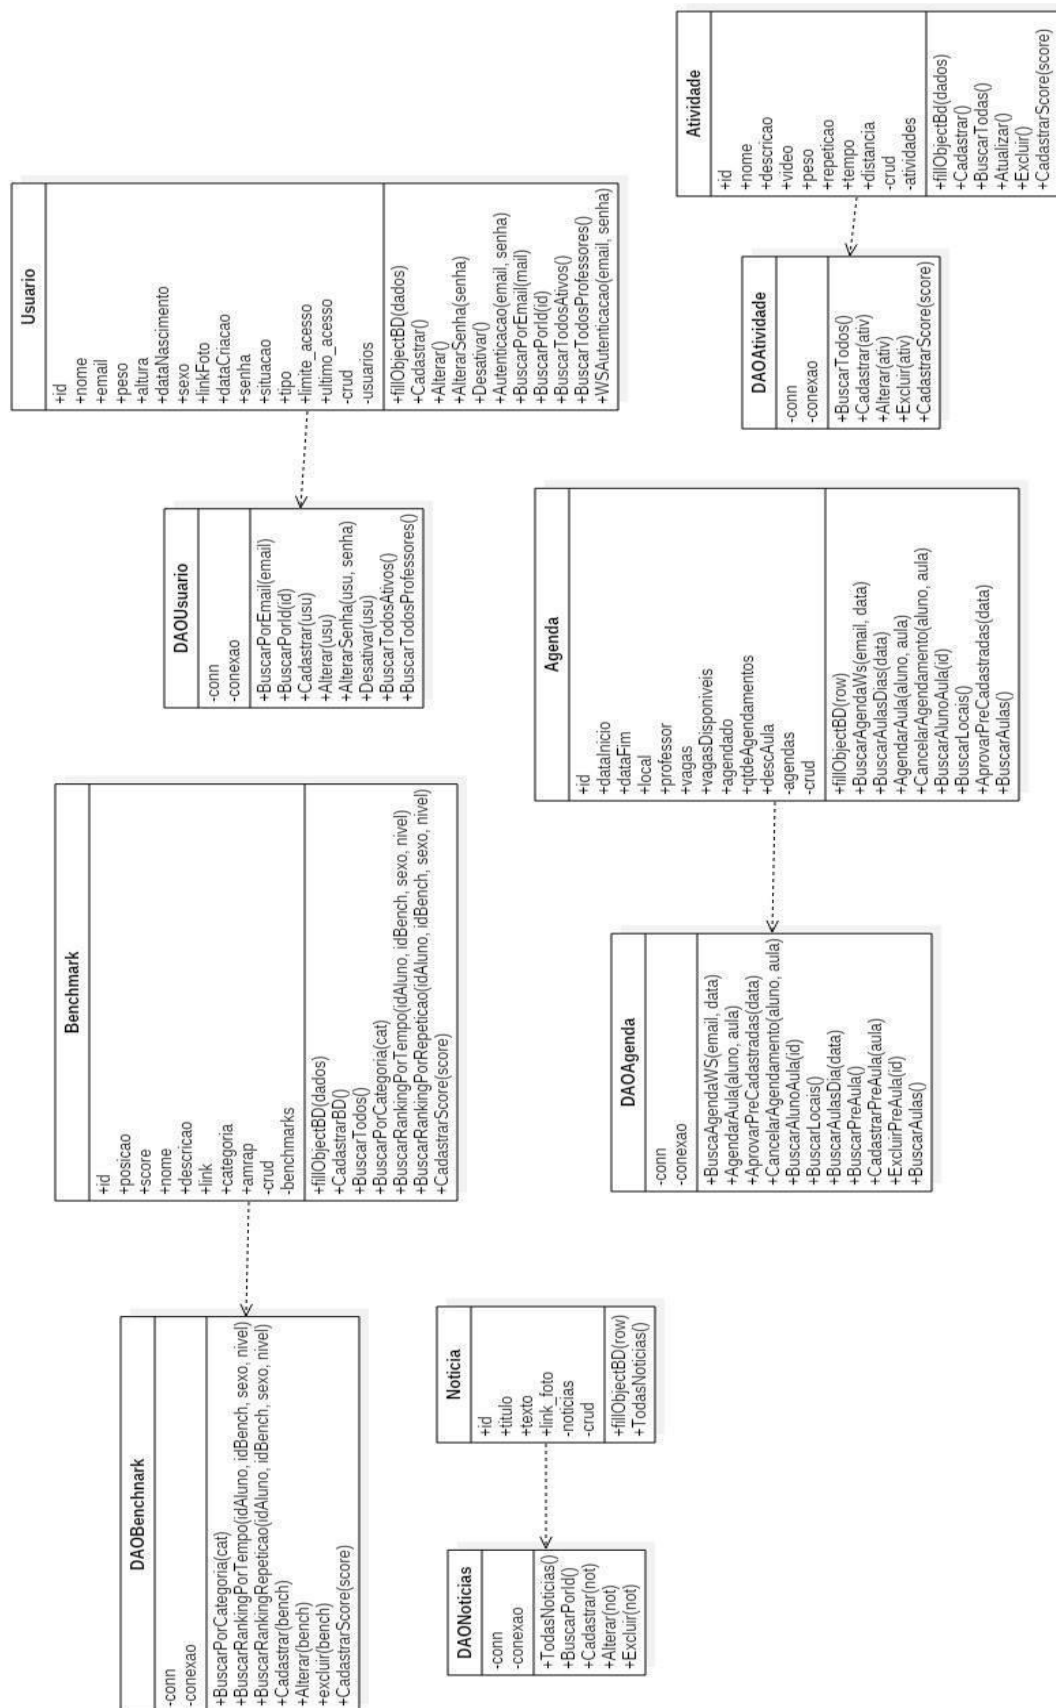 DAOBenchnark
-conn
-conexao
+BuscarPorCategoria(cat)
+BuscarRankingPorTempo(idAluno, idBench, sexo, nivel)
+BuscarRankingRepeticao(idAluno, idBench, sexo, nivel)
+Cadastrar(bench)
+Alterar(bench)
+excluir(bench)
+CadastrarScore(score)
Benchmark
+id
+posicao
+score
+nome
+descricao
+link
+categoria
+amrap
-crud
-benchmarks
+fillObjectBD(dados)
+CadastrarBD()
+BuscarTodos()
+BuscarPorCategoria(cat)
+BuscarRankingPorTempo(idAluno, idBench, sexo, nivel)
+BuscarRankingPorRepeticao(idAluno, idBench, sexo, nivel)
+CadastrarScore(score)
DAOUsuario
-conn
-conexao
+BuscarPorEmail(email)
+BuscarPorId(id)
+Cadastrar(usu)
+Alterar(usu)
+AlterarSenha(usu, senha)
+Desativar(usu)
+BuscarTodosAtivos()
+BuscarTodosProfessores()
Usuario
+id
+nome
+email
+peso
+altura
+dataNascimento
+sexo
+linkFoto
+dataCriacao
+senha
+situacao
+tipo
+limite_acesso
+ultimo_acesso
-crud
-usuarios
+fillObjectBD(dados)
+Cadastrar()
+Alterar()
+AlterarSenha(senha)
+Desativar()
+Autenticacao(email, senha)
+BuscarPorEmail(mail)
+BuscarPorId(id)
+BuscarTodosAtivos()
+BuscarTodosProfessores()
+WSAutenticacao(email, senha)
DAONoticias
-conn
-conexao
+TodasNoticias()
+BuscarPorId()
+Cadastrar(not)
+Alterar(not)
+Excluir(not)
Noticia
+id
+titulo
+texto
+link_foto
-noticias
-crud
+fillObjectBD(row)
+TodasNoticias()
DAOAgenda
-conn
-conexao
+BuscaAgendaWS(email, data)
+AgendarAula(aluno, aula)
+AprovarPreCadastradas(data)
+CancelarAgendamento(aluno, aula)
+BuscarAlunoAula(id)
+BuscarLocais()
+BuscarAulasDia(data)
+BuscarPreAula()
+CadastrarPreAula(aula)
+ExcluirPreAula(id)
+BuscarAulas()
Agenda
+id
+dataInicio
+dataFim
+local
+professor
+vagas
+vagasDisponiveis
+agendado
+qtdeAgendamentos
+descAula
-agendas
-crud
+fillObjectBD(row)
+BuscarAgendaWs(email, data)
+BuscarAulasDias(data)
+AgendarAula(aluno, aula)
+CancelarAgendamento(aluno, aula)
+BuscarAlunoAula(id)
+BuscarLocais()
+AprovarPreCadastradas(data)
+BuscarAulas()
DAOAtividade
-conn
-conexao
+BuscarTodos()
+Cadastrar(ativ)
+Alterar(ativ)
+Excluir(ativ)
+CadastrarScore(score)
Atividade
+id
+nome
+descricao
+video
+peso
+repeticao
+tempo
+distancia
-crud
-atividades
+fillObjectBd(dados)
+Cadastrar()
+BuscarTodas()
+Atualizar()
+Excluir()
+CadastrarScore(score)